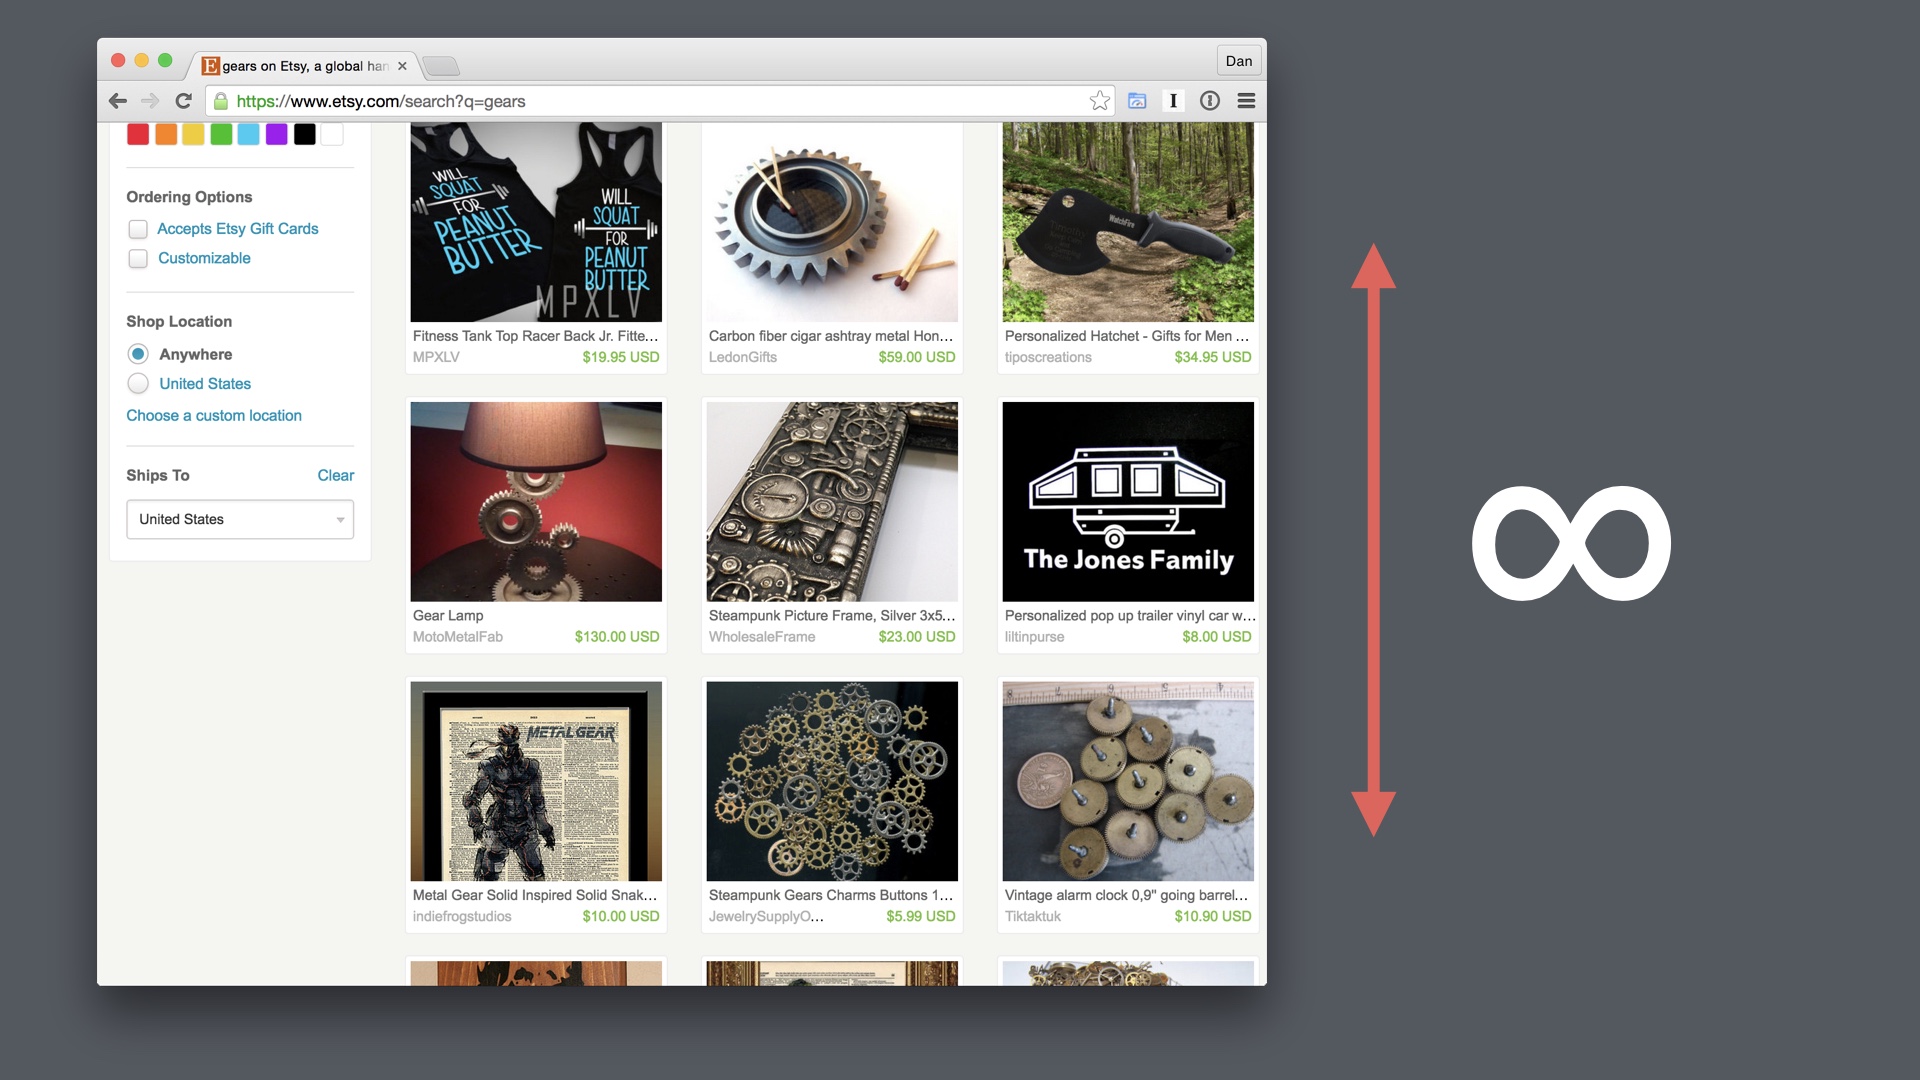 gears on Etsy, a global han
Dan
https://www.etsy.com/search?q=gears
Ordering Options
Accepts Etsy Gift Cards
Customizable
Shop Location
Anywhere
United States
Choose a custom location
Ships To
Clear
United States
WILL
SQUAT
FOR
PEANUT
BUTTER
WILL
SQUAT
FOR
PEANUT
BUTTER
MPXLV
Fitness Tank Top Racer Back Jr. Fitte...
MPXLV
$19.95 USD
Carbon fiber cigar ashtray metal Hon...
LedonGifts
$59.00 USD
WatchFire
Personalized Hatchet - Gifts for Men ...
tiposcreations
$34.95 USD
Gear Lamp
MotoMetalFab
$130.00 USD
Steampunk Picture Frame, Silver 3x5...
WholesaleFrame
$23.00 USD
The Jones Family
Personalized pop up trailer vinyl car w...
liltinpurse
$8.00 USD
METAL GEAR
Metal Gear Solid Inspired Solid Snak...
indiefrogstudios
$10.00 USD
Steampunk Gears Charms Buttons 1...
JewelrySupplyO...
$5.99 USD
Vintage alarm clock 0,9" going barrel...
Tiktaktuk
$10.90 USD
∞